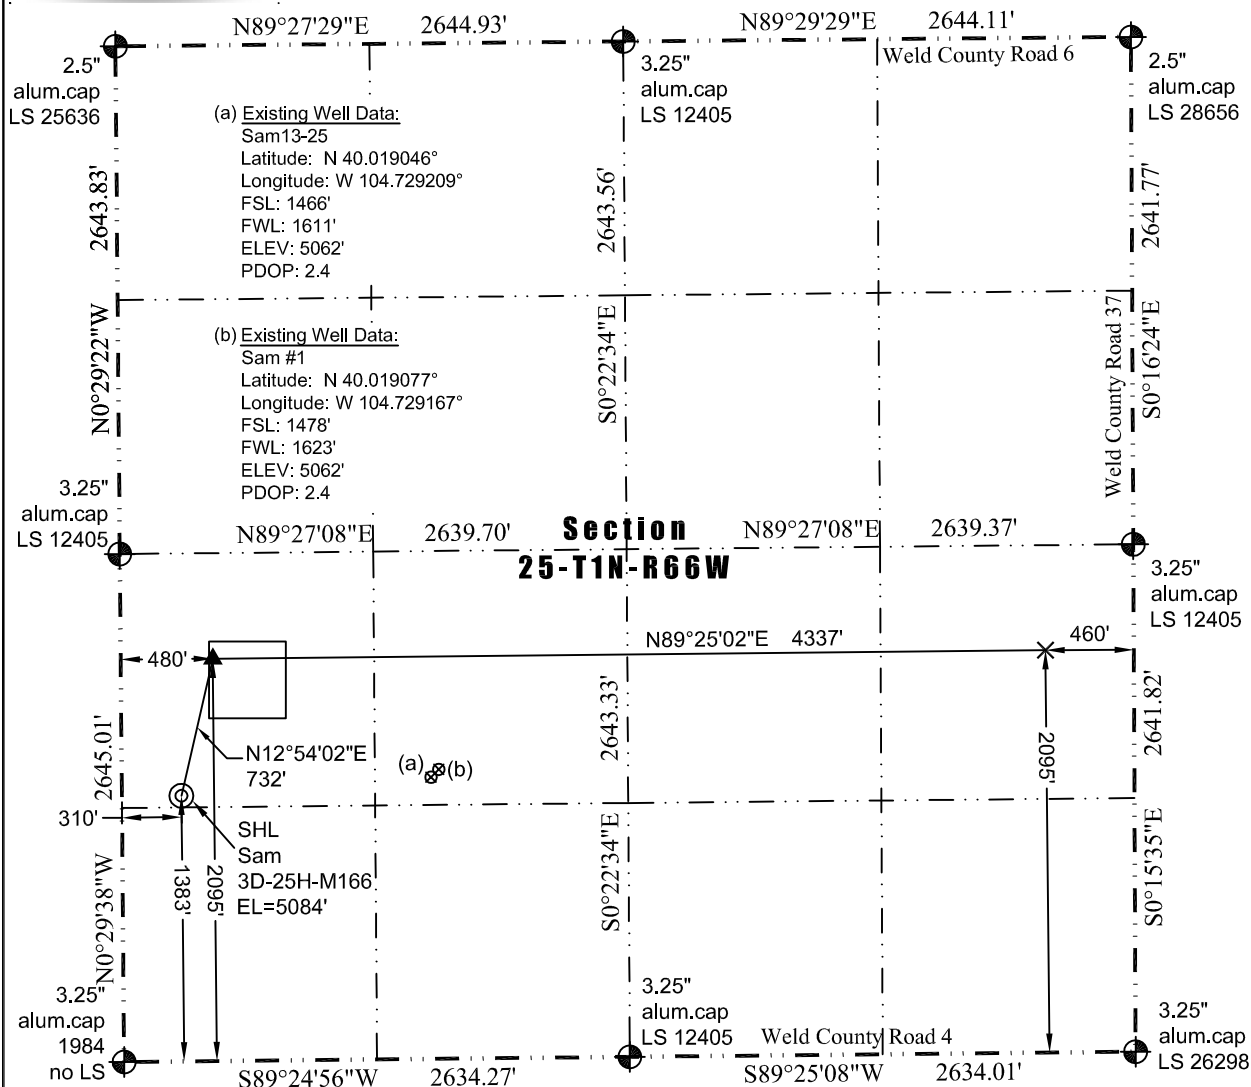 N89°27'29"E 2644.93' N89°29'29"E 2644.11'
Weld County Road 6
2.5"
alum.cap
LS 25636
3.25"
alum.cap
LS 12405
2.5"
alum.cap
LS 28656
(a) Existing Well Data:
Sam13-25
Latitude: N 40.019046°
Longitude: W 104.729209°
FSL: 1466'
FWL: 1611'
ELEV: 5062'
PDOP: 2.4
2643.83'
2643.56'
2641.77'
(b) Existing Well Data:
Sam #1
Latitude: N 40.019077°
Longitude: W 104.729167°
FSL: 1478'
FWL: 1623'
ELEV: 5062'
PDOP: 2.4
N0°29'22"W
S0°22'34"E
Weld County Road 37
S0°16'24"E
3.25"
alum.cap
LS 12405
N89°27'08"E 2639.70' Section N89°27'08"E 2639.37'
25-T1N-R66W
3.25"
alum.cap
LS 12405
480'
N89°25'02"E 4337'
460'
2645.01'
2643.33'
2095'
2641.82'
N12°54'02"E
732'
(a) (b)
310'
SHL
Sam
3D-25H-M166
EL=5084'
1383'
2095'
N0°29'38"W
S0°22'34"E
S0°15'35"E
3.25"
alum.cap
1984
no LS
3.25"
alum.cap
LS 12405
Weld County Road 4
3.25"
alum.cap
LS 26298
S89°24'56"W 2634.27' S89°25'08"W 2634.01'